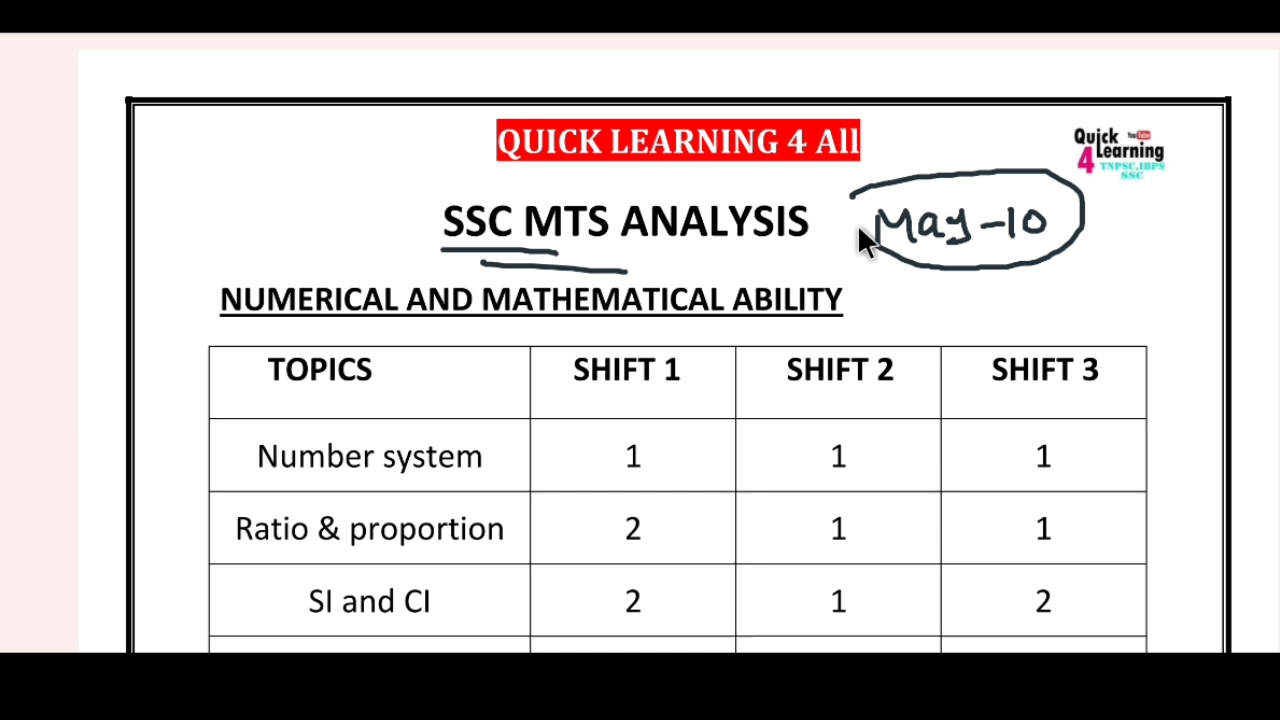 QUICK LEARNING 4 All
Quick YouTube
4 Learning
TNPSC,IBPS
SSC
SSC MTS ANALYSIS May-10
NUMERICAL AND MATHEMATICAL ABILITY
TOPICS SHIFT 1 SHIFT 2 SHIFT 3
Number system 1 1 1
Ratio & proportion 2 1 1
SI and CI 2 1 2